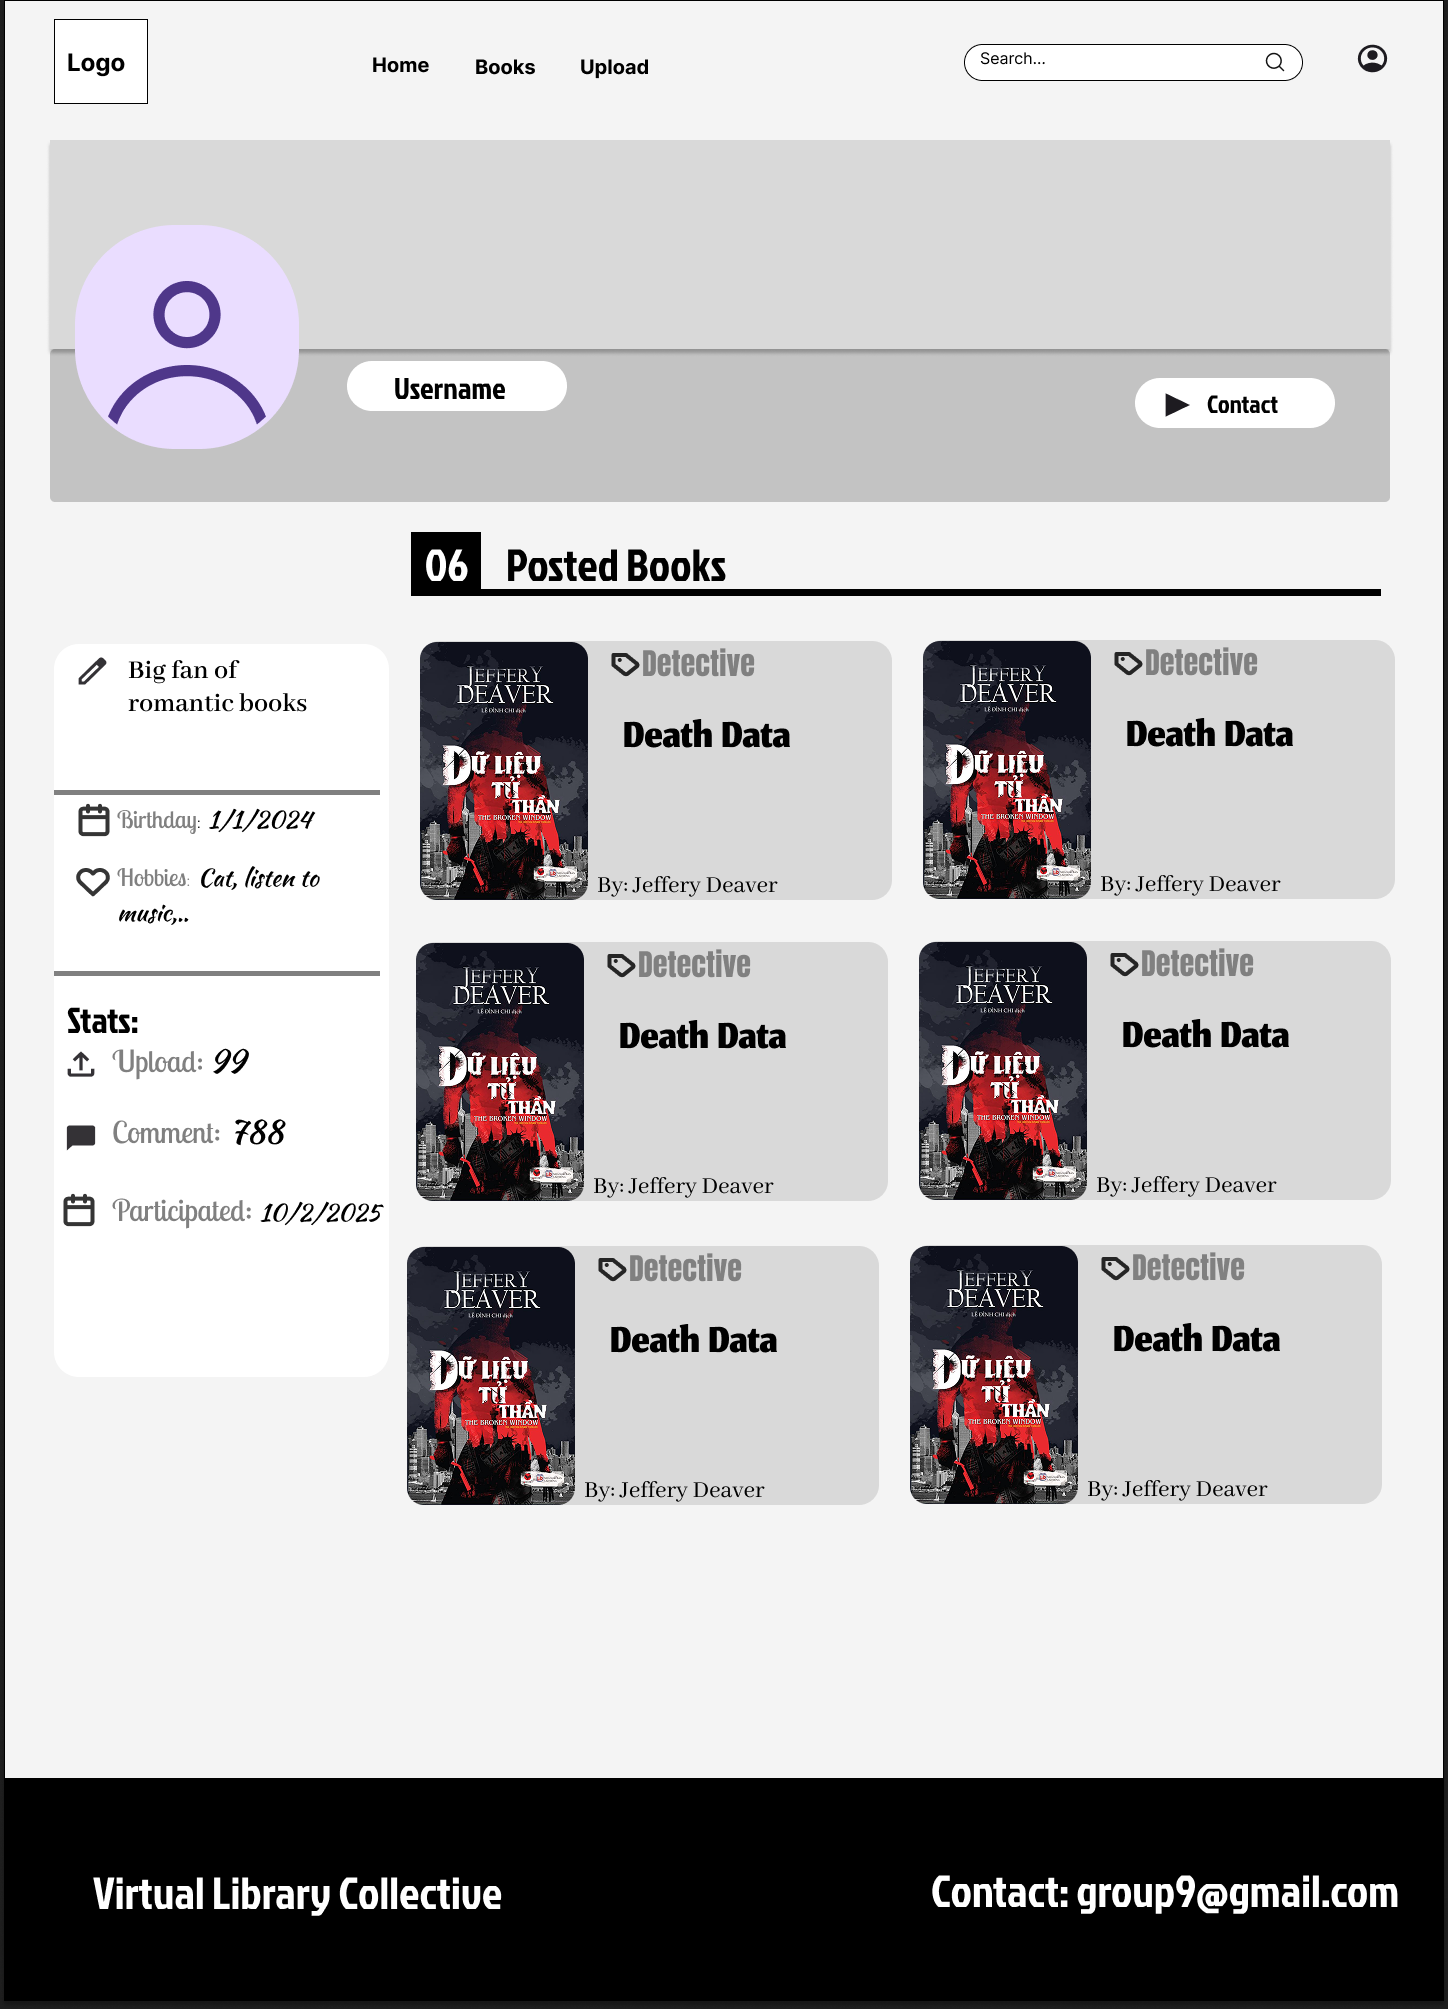 Logo
Home
Books
Upload
Search...
Username
Contact
06
Posted Books
Big fan of
romantic books
Birthday: 1/1/2024
Hobbies: Cat, listen to
music,..
Stats:
Upload: 99
Comment: 788
Participated: 10/2/2025
JEFFERY
DEAVER
LÊ ĐÌNH CHI dịch
DỮ LIỆU
TỬ
THẦN
THE BROKEN WINDOW
Detective
Death Data
By: Jeffery Deaver
JEFFERY
DEAVER
LÊ ĐÌNH CHI dịch
DỮ LIỆU
TỬ
THẦN
THE BROKEN WINDOW
Detective
Death Data
By: Jeffery Deaver
JEFFERY
DEAVER
LÊ ĐÌNH CHI dịch
DỮ LIỆU
TỬ
THẦN
THE BROKEN WINDOW
Detective
Death Data
By: Jeffery Deaver
JEFFERY
DEAVER
LÊ ĐÌNH CHI dịch
DỮ LIỆU
TỬ
THẦN
THE BROKEN WINDOW
Detective
Death Data
By: Jeffery Deaver
JEFFERY
DEAVER
LÊ ĐÌNH CHI dịch
DỮ LIỆU
TỬ
THẦN
THE BROKEN WINDOW
Detective
Death Data
By: Jeffery Deaver
JEFFERY
DEAVER
LÊ ĐÌNH CHI dịch
DỮ LIỆU
TỬ
THẦN
THE BROKEN WINDOW
Detective
Death Data
By: Jeffery Deaver
Virtual Library Collective
Contact: group9@gmail.com